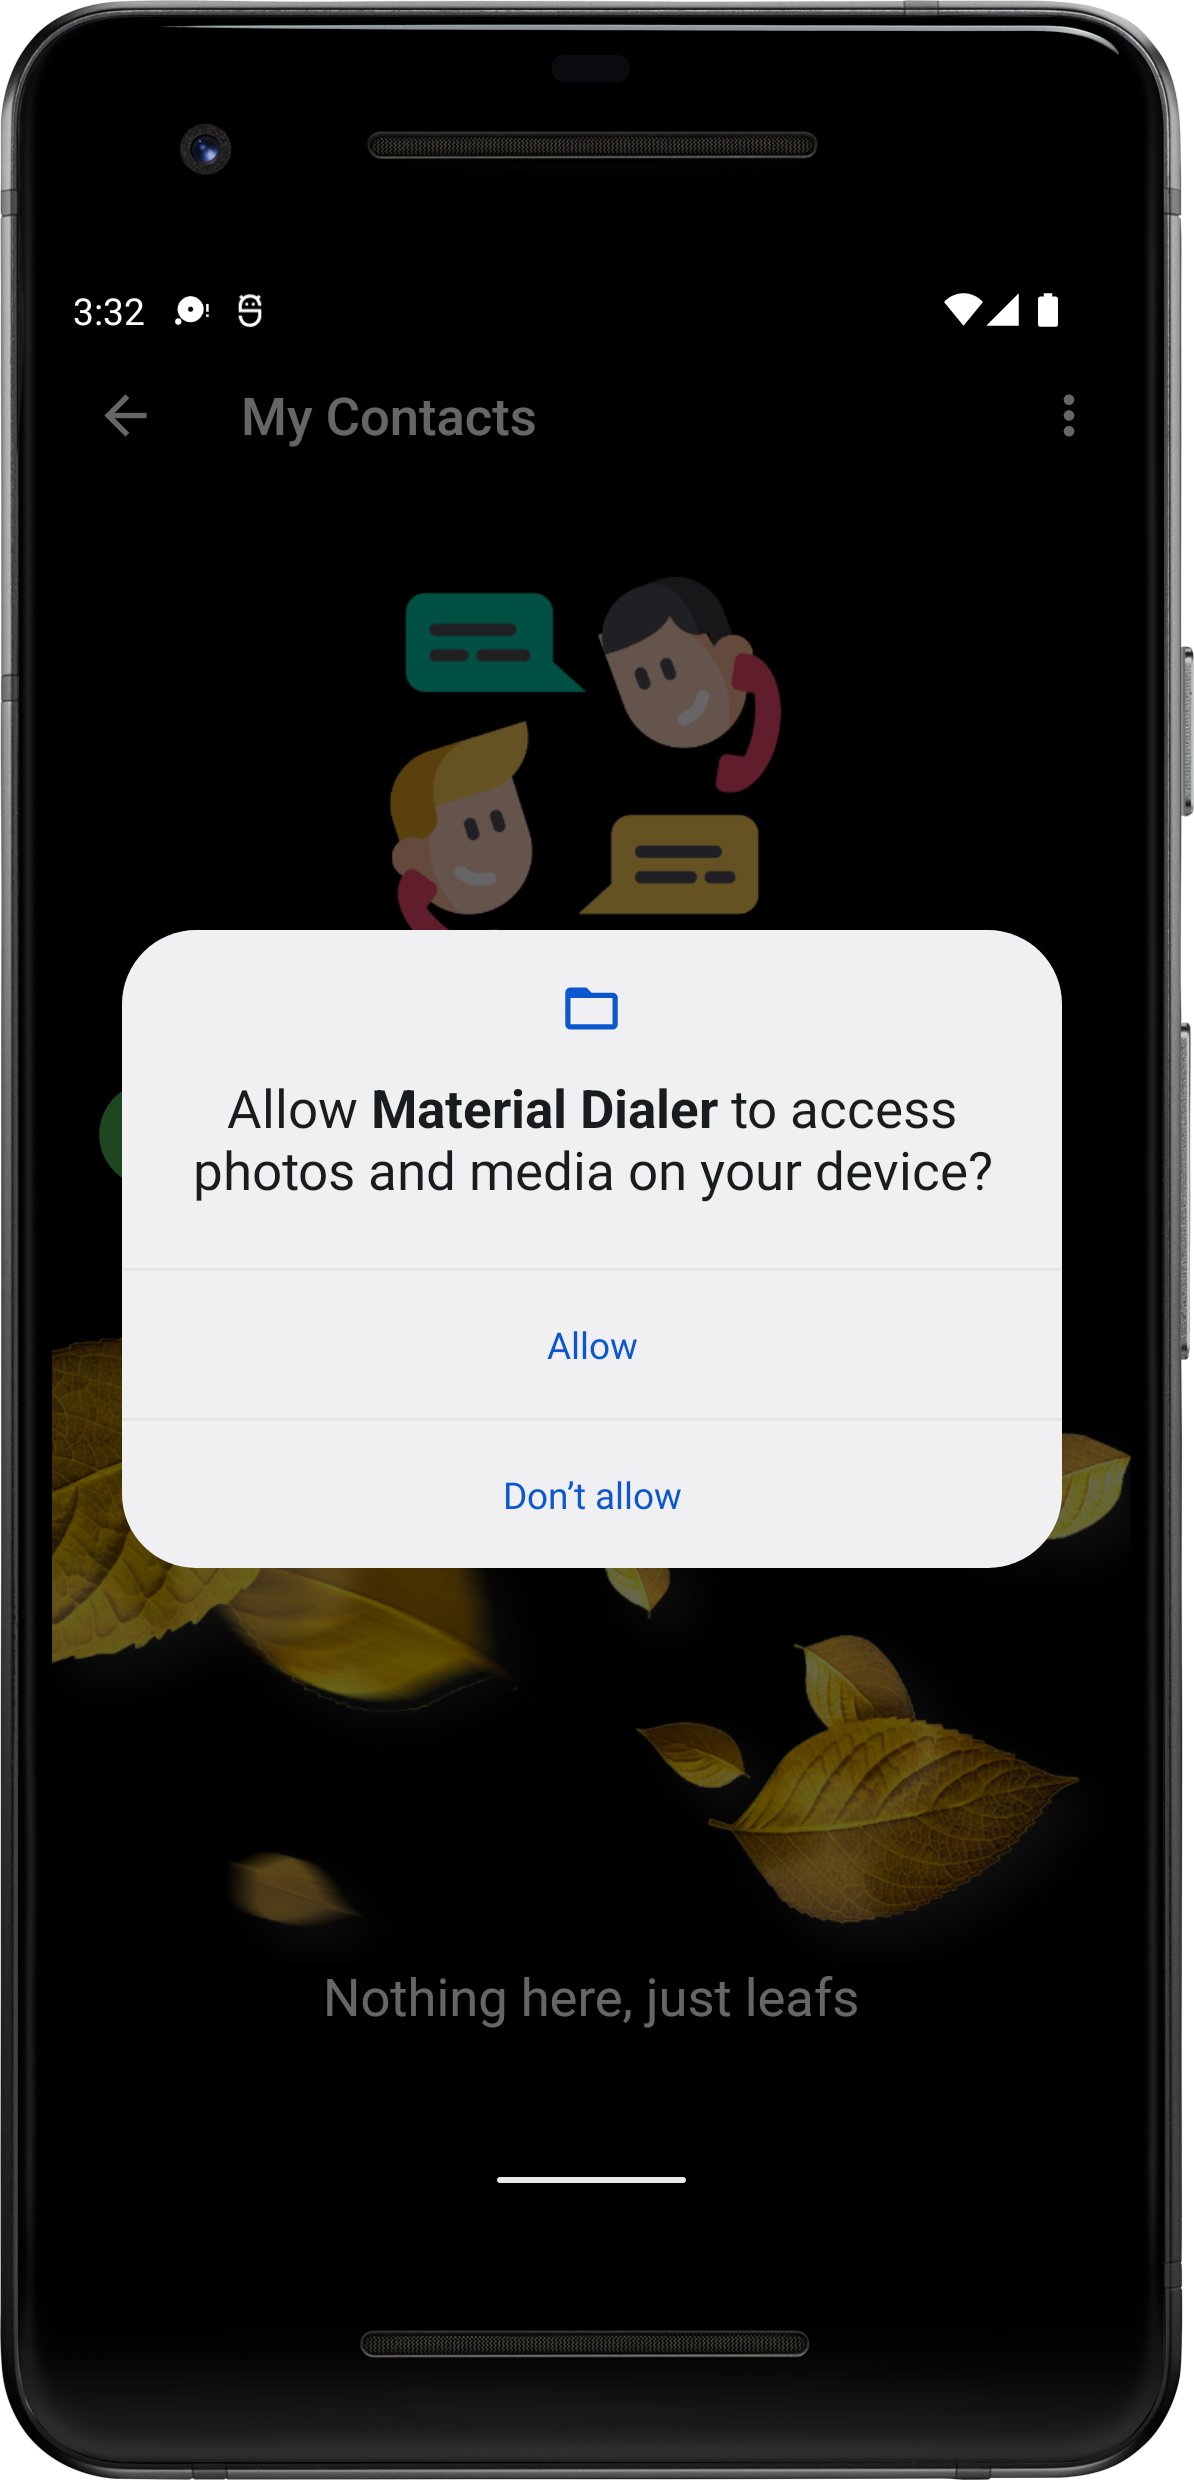 3:32
My Contacts
Allow Material Dialer to access
photos and media on your device?
Allow
Don’t allow
Nothing here, just leafs